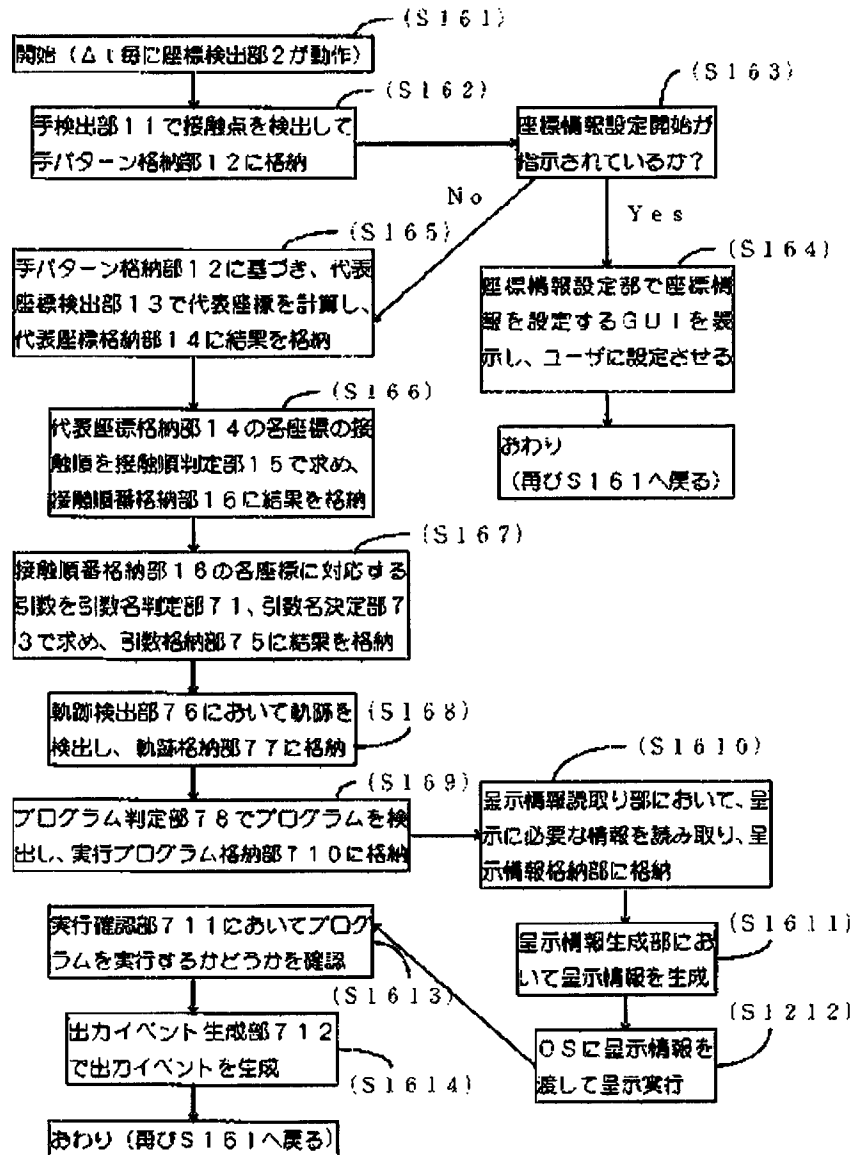 (S161)
開始（Δt毎に座標検出部2が動作）
(S162)
手検出部11で接触点を検出して
手パターン格納部12に格納
(S163)
座標情報設定開始が
指示されているか？
No
Yes
(S164)
座標情報設定部で座標情
報を設定するGUIを表
示し、ユーザに設定させる
おわり
（再びS161へ戻る）
(S165)
手パターン格納部12に基づき、代表
座標検出部13で代表座標を計算し、
代表座標格納部14に結果を格納
(S166)
代表座標格納部14の各座標の接
触順を接触順判定部15で求め、
接触順番格納部16に結果を格納
(S167)
接触順番格納部16の各座標に対応する
引数を引数名判定部71、引数名決定部7
3で求め、引数格納部75に結果を格納
(S168)
軌跡検出部76において軌跡を
検出し、軌跡格納部77に格納
(S169)
プログラム判定部78でプログラムを検
出し、実行プログラム格納部710に格納
(S1610)
呈示情報読取り部において、呈
示に必要な情報を読み取り、呈
示情報格納部に格納
(S1611)
呈示情報生成部にお
いて呈示情報を生成
(S1212)
OSに呈示情報を
渡して呈示実行
実行確認部711においてプログ
ラムを実行するかどうかを確認
(S1613)
出力イベント生成部712
で出力イベントを生成
(S1614)
おわり（再びS161へ戻る）